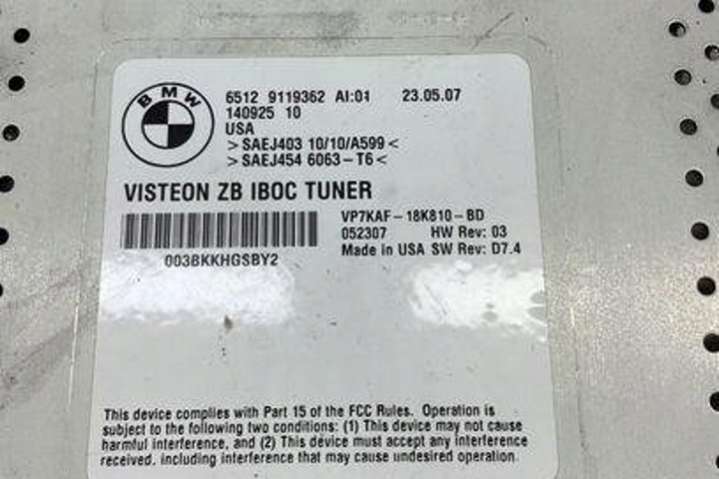 BMW
6512 9119362 AI:01 23.05.07
140925 10
USA
>SAEJ403 10/10/A599<
>SAEJ454 6063-T6<
VISTEON ZB IBOC TUNER
VP7KAF-18K810-BD
052307 HW Rev: 03
Made in USA SW Rev: D7.4
003BKKHGSBY2
This device complies with Part 15 of the FCC Rules. Operation is
subject to the following two conditions: (1) This device may not cause
harmful interference, and (2) This device must accept any interference
received, including interference that may cause undesired operation.